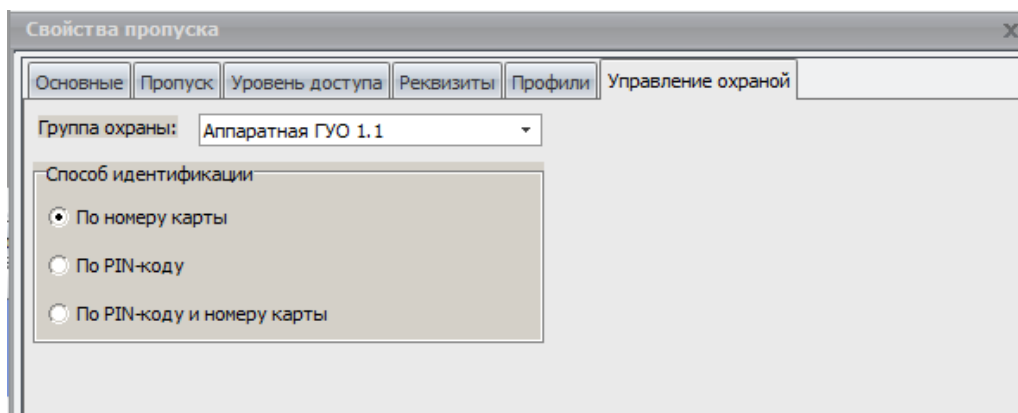 Свойства пропуска
Основные Пропуск Уровень доступа Реквизиты Профили Управление охраной
Группа охраны: Аппаратная ГУО 1.1
Способ идентификации
По номеру карты
По PIN-коду
По PIN-коду и номеру карты